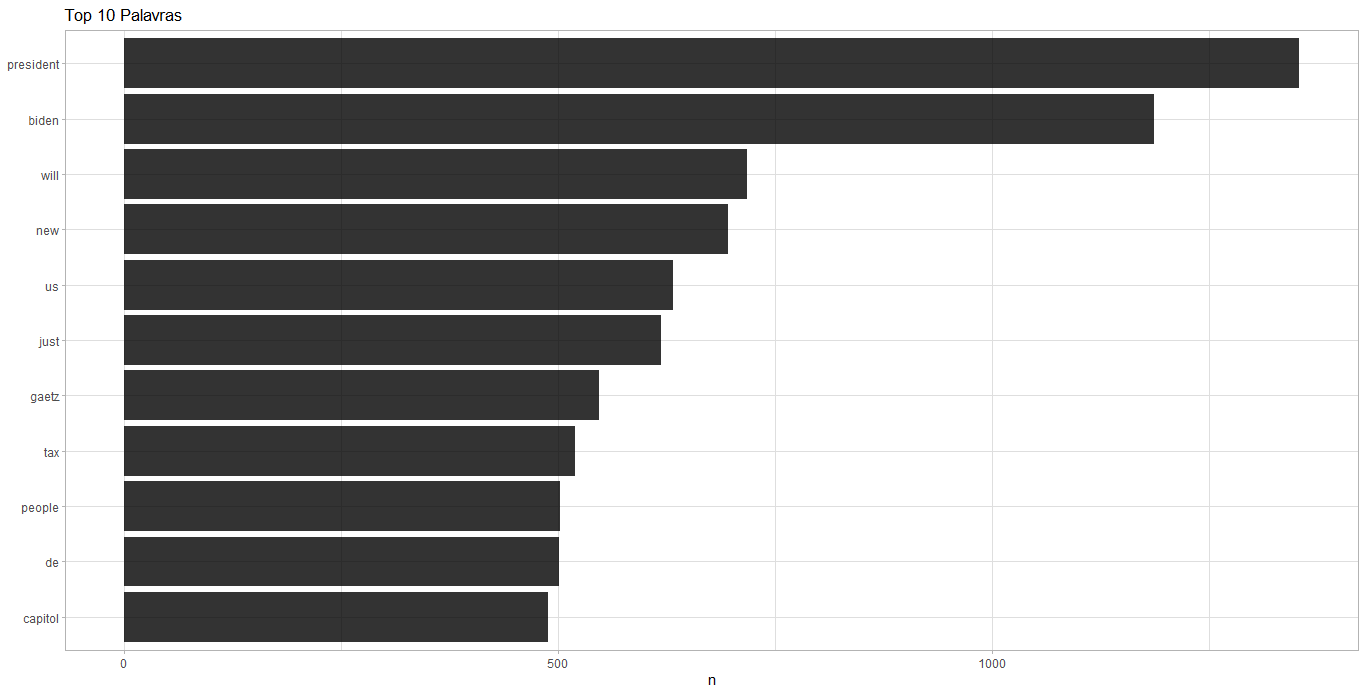 Top 10 Palavras
president
biden
will
new
us
just
gaetz
tax
people
de
capitol
0 500 1000
n